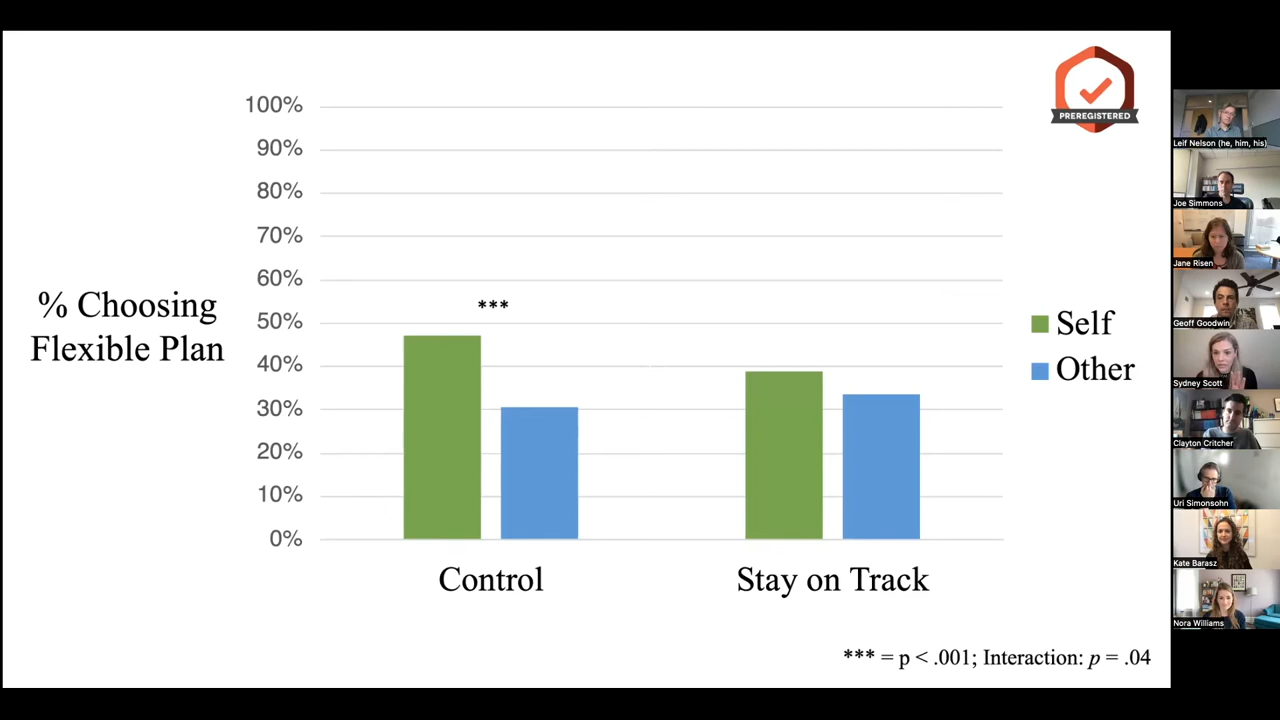 PREREGISTERED
100%
90%
80%
70%
60%
50%
40%
30%
20%
10%
0%
% Choosing
Flexible Plan
***
Self
Other
Control
Stay on Track
*** = p < .001; Interaction: p = .04
Leif Nelson (he, him, his)
Joe Simmons
Jane Risen
Geoff Goodwin
Sydney Scott
Clayton Critcher
Uri Simonsohn
Kate Barasz
Nora Williams